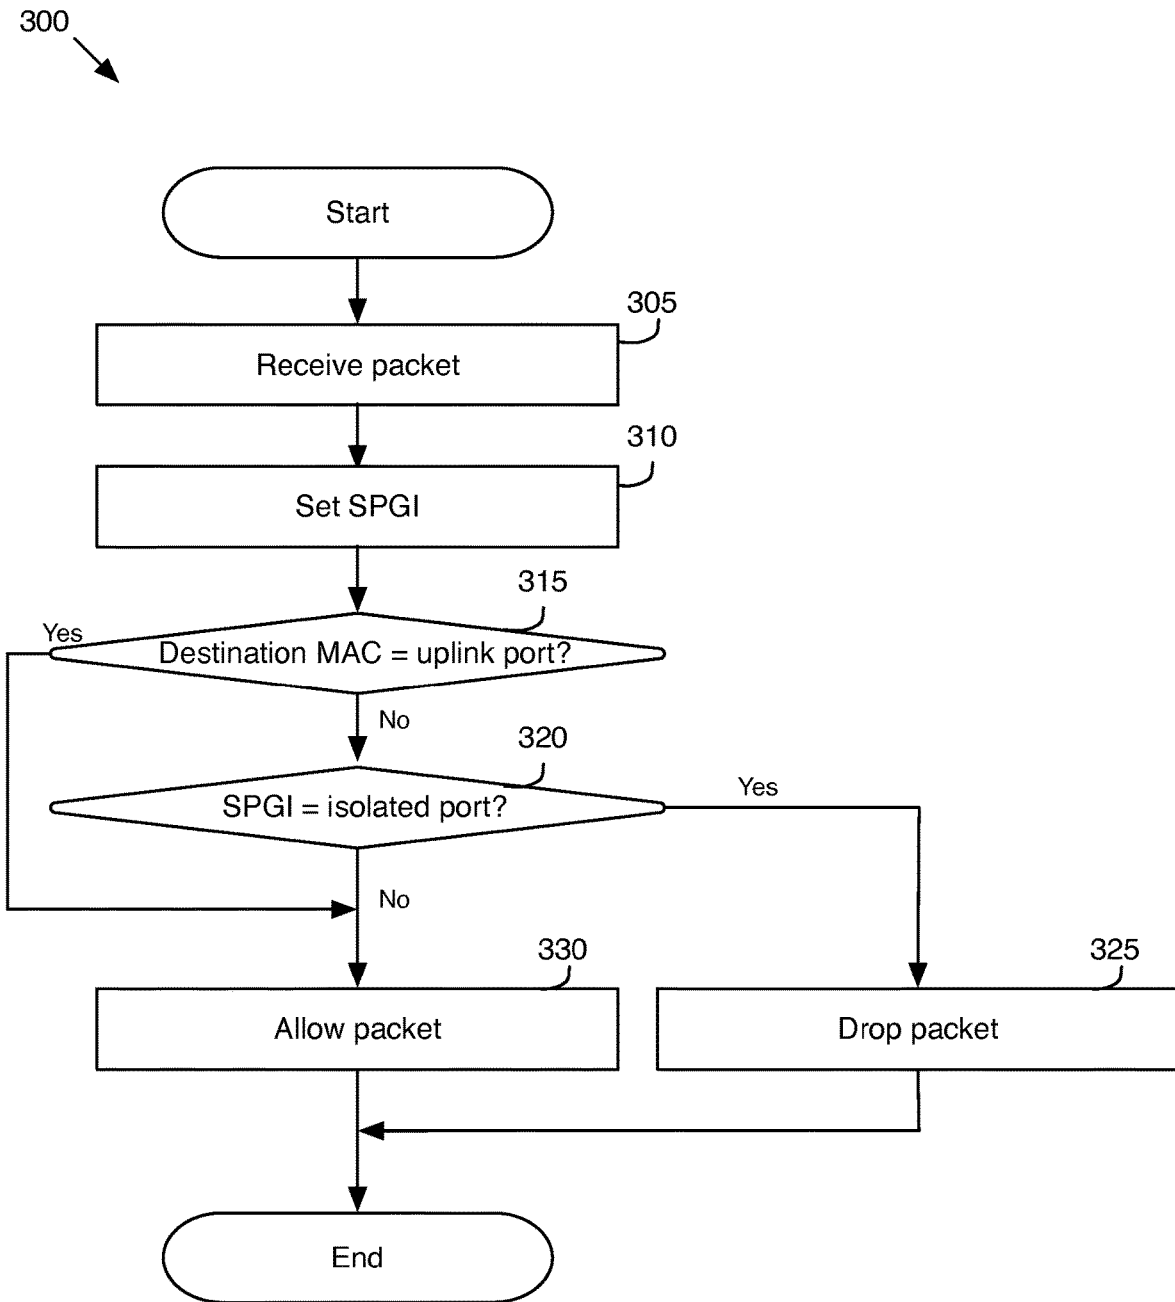 300
Start
305
Receive packet
310
Set SPGI
315
Yes
Destination MAC = uplink port?
No
320
SPGI = isolated port?
Yes
No
330
325
Allow packet
Drop packet
End